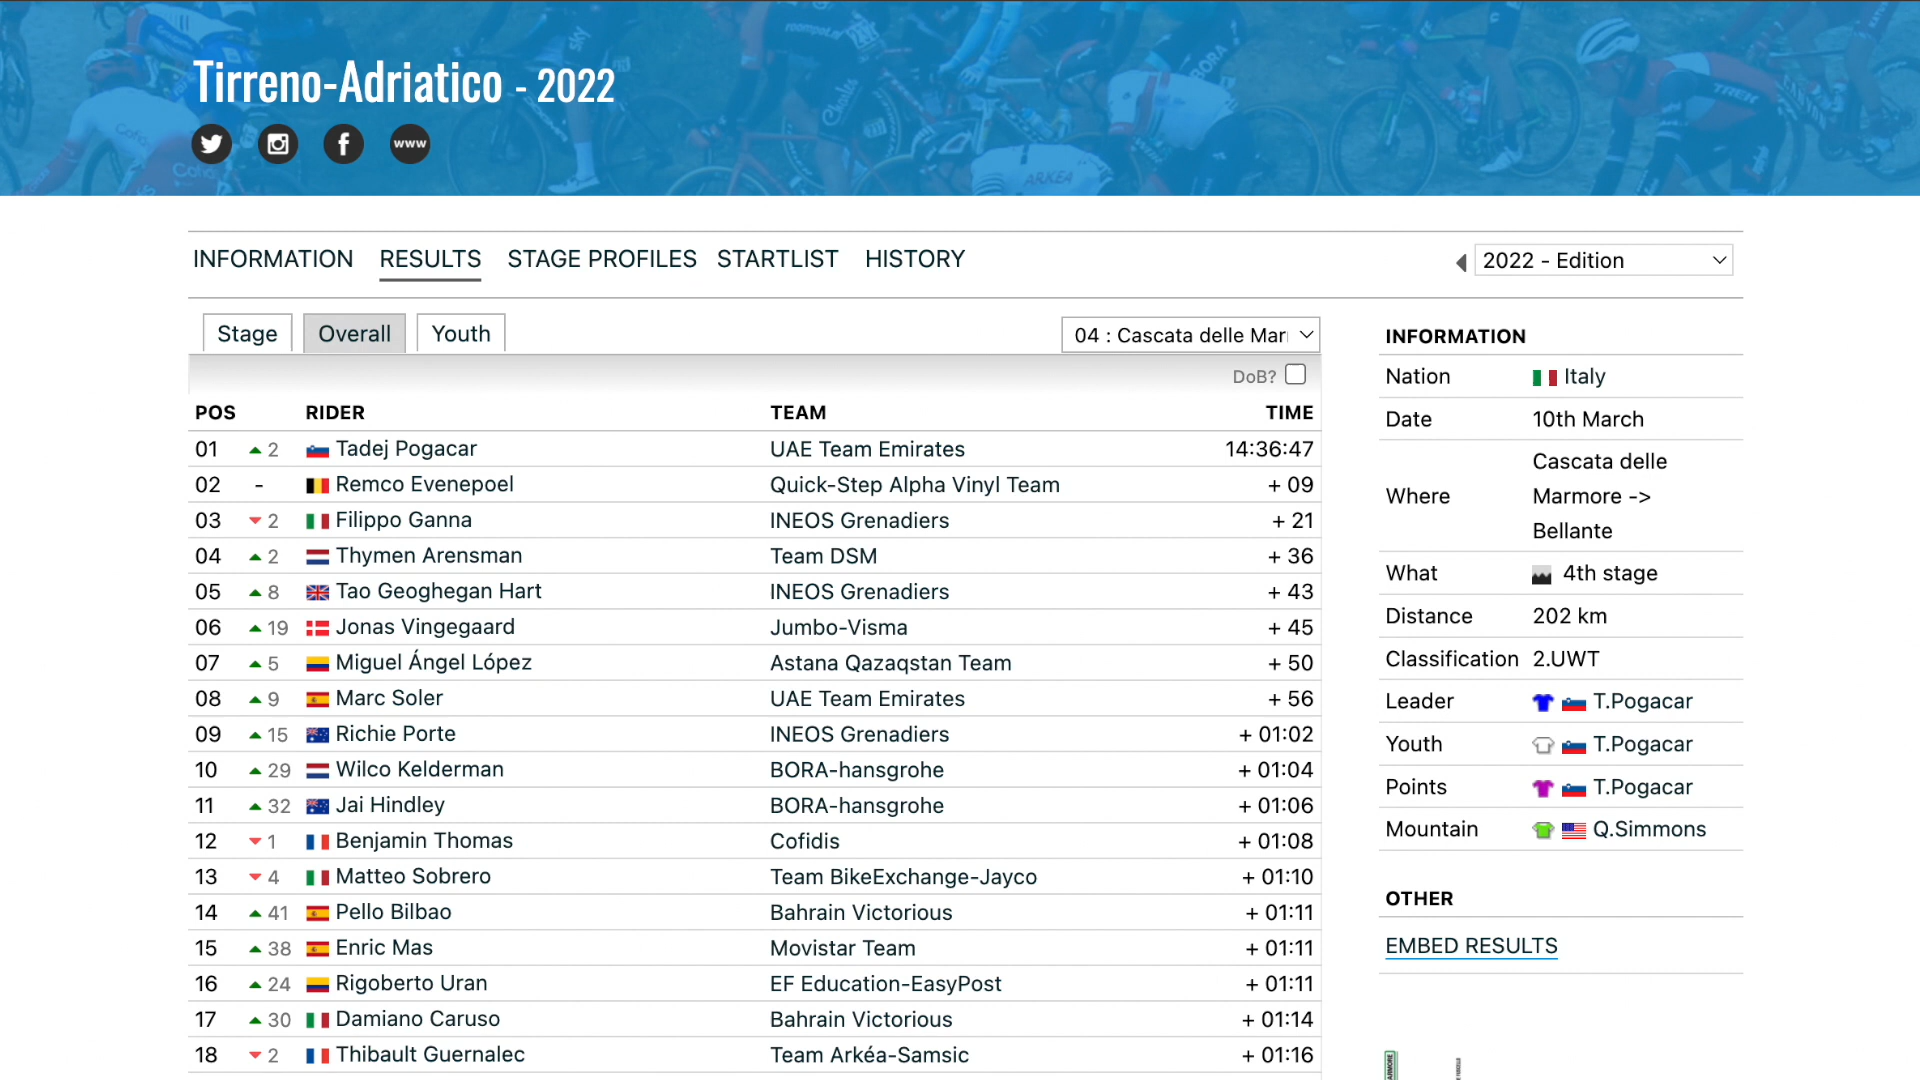 Tirreno-Adriatico - 2022
www
INFORMATION RESULTS STAGE PROFILES STARTLIST HISTORY
2022 - Edition
Stage Overall Youth
04 : Cascata delle Mar
DoB?
POS RIDER TEAM TIME
01 2 Tadej Pogacar UAE Team Emirates 14:36:47
02 - Remco Evenepoel Quick-Step Alpha Vinyl Team + 09
03 2 Filippo Ganna INEOS Grenadiers + 21
04 2 Thymen Arensman Team DSM + 36
05 8 Tao Geoghegan Hart INEOS Grenadiers + 43
06 19 Jonas Vingegaard Jumbo-Visma + 45
07 5 Miguel Ángel López Astana Qazaqstan Team + 50
08 9 Marc Soler UAE Team Emirates + 56
09 15 Richie Porte INEOS Grenadiers + 01:02
10 29 Wilco Kelderman BORA-hansgrohe + 01:04
11 32 Jai Hindley BORA-hansgrohe + 01:06
12 1 Benjamin Thomas Cofidis + 01:08
13 4 Matteo Sobrero Team BikeExchange-Jayco + 01:10
14 41 Pello Bilbao Bahrain Victorious + 01:11
15 38 Enric Mas Movistar Team + 01:11
16 24 Rigoberto Uran EF Education-EasyPost + 01:11
17 30 Damiano Caruso Bahrain Victorious + 01:14
18 2 Thibault Guernalec Team Arkéa-Samsic + 01:16
INFORMATION
Nation Italy
Date 10th March
Where Cascata delle
Marmore ->
Bellante
What 4th stage
Distance 202 km
Classification 2.UWT
Leader T.Pogacar
Youth T.Pogacar
Points T.Pogacar
Mountain Q.Simmons
OTHER
EMBED RESULTS
TREK
ARKEA
BORA
sky